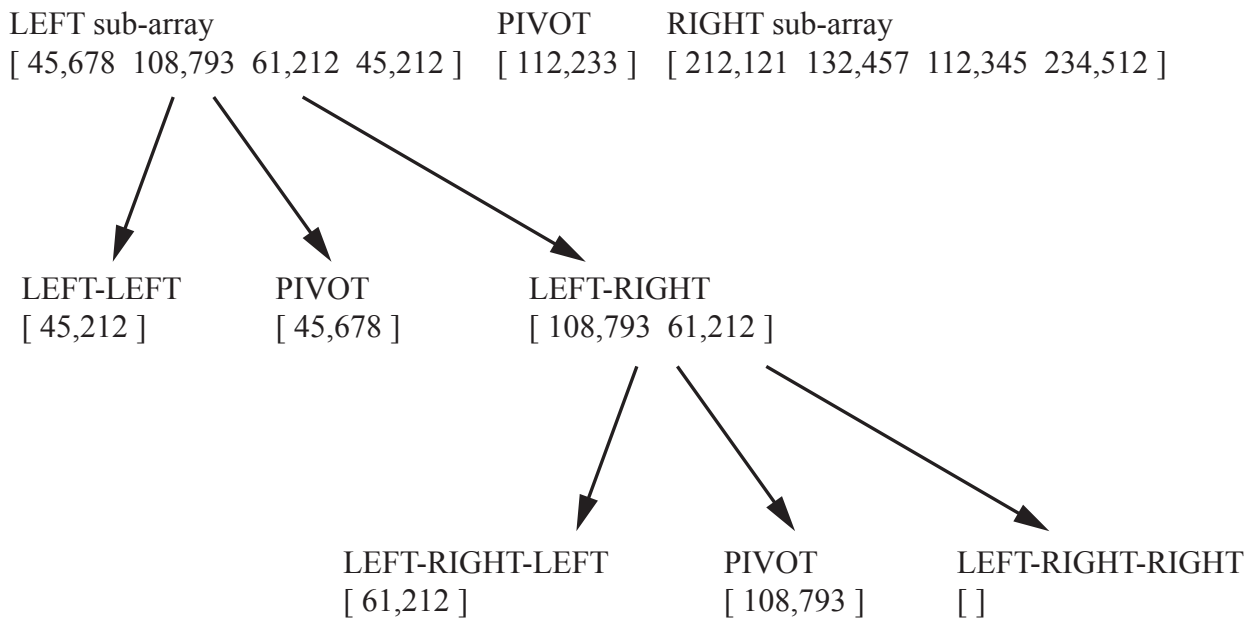 LEFT sub-array PIVOT RIGHT sub-array
[ 45,678 108,793 61,212 45,212 ] [ 112,233 ] [ 212,121 132,457 112,345 234,512 ]
LEFT-LEFT PIVOT LEFT-RIGHT
[ 45,212 ] [ 45,678 ] [ 108,793 61,212 ]
LEFT-RIGHT-LEFT PIVOT LEFT-RIGHT-RIGHT
[ 61,212 ] [ 108,793 ] [ ]